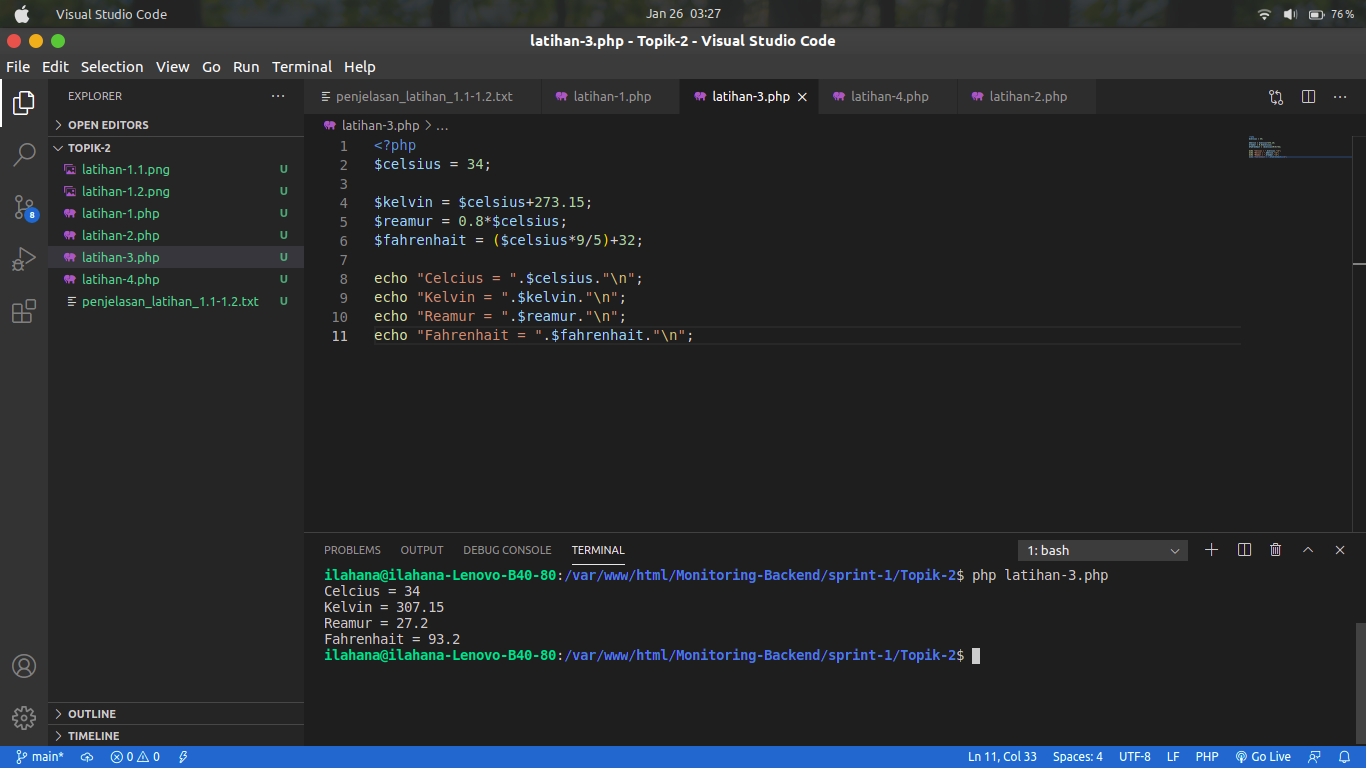 Visual Studio Code
Jan 26 03:27
76%
latihan-3.php - Topik-2 - Visual Studio Code
File Edit Selection View Go Run Terminal Help
EXPLORER
OPEN EDITORS
TOPIK-2
latihan-1.1.png U
latihan-1.2.png U
latihan-1.php U
latihan-2.php U
latihan-3.php U
latihan-4.php U
penjelasan_latihan_1.1-1.2.txt U
8
OUTLINE
TIMELINE
penjelasan_latihan_1.1-1.2.txt latihan-1.php latihan-3.php latihan-4.php latihan-2.php
latihan-3.php > ...
1 <?php
2 $celsius = 34;
3
4 $kelvin = $celsius+273.15;
5 $reamur = 0.8*$celsius;
6 $fahrenhait = ($celsius*9/5)+32;
7
8 echo "Celcius = ".$celsius."\n";
9 echo "Kelvin = ".$kelvin."\n";
10 echo "Reamur = ".$reamur."\n";
11 echo "Fahrenhait = ".$fahrenhait."\n";
PROBLEMS OUTPUT DEBUG CONSOLE TERMINAL
1: bash
ilahana@ilahana-Lenovo-B40-80:/var/www/html/Monitoring-Backend/sprint-1/Topik-2$ php latihan-3.php
Celcius = 34
Kelvin = 307.15
Reamur = 27.2
Fahrenhait = 93.2
ilahana@ilahana-Lenovo-B40-80:/var/www/html/Monitoring-Backend/sprint-1/Topik-2$
main* 0 0 Ln 11, Col 33 Spaces: 4 UTF-8 LF PHP Go Live